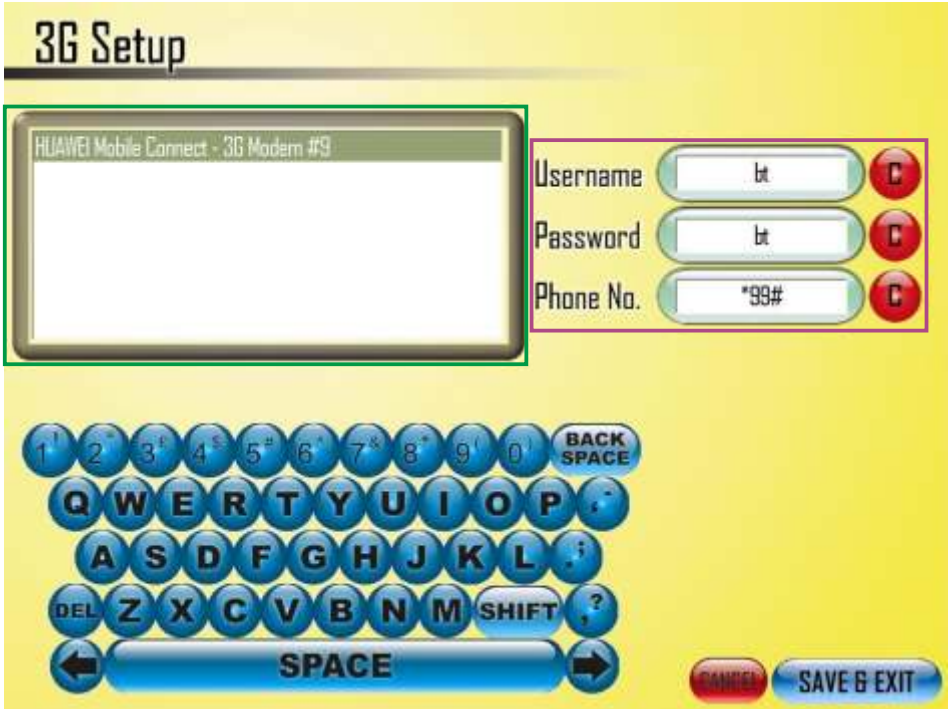 3G Setup
HUAWEI Mobile Connect - 3G Modem #9
Username bt C
Password bt C
Phone No. *99# C
1 ! 2 " 3 £ 4 $ 5 6 ^ 7 & 8 * 9 ( 0 ) BACK SPACE
Q W E R T Y U I O P
A S D F G H J K L . ;
DEL Z X C V B N M SHIFT , ?
SPACE
CANCEL SAVE & EXIT